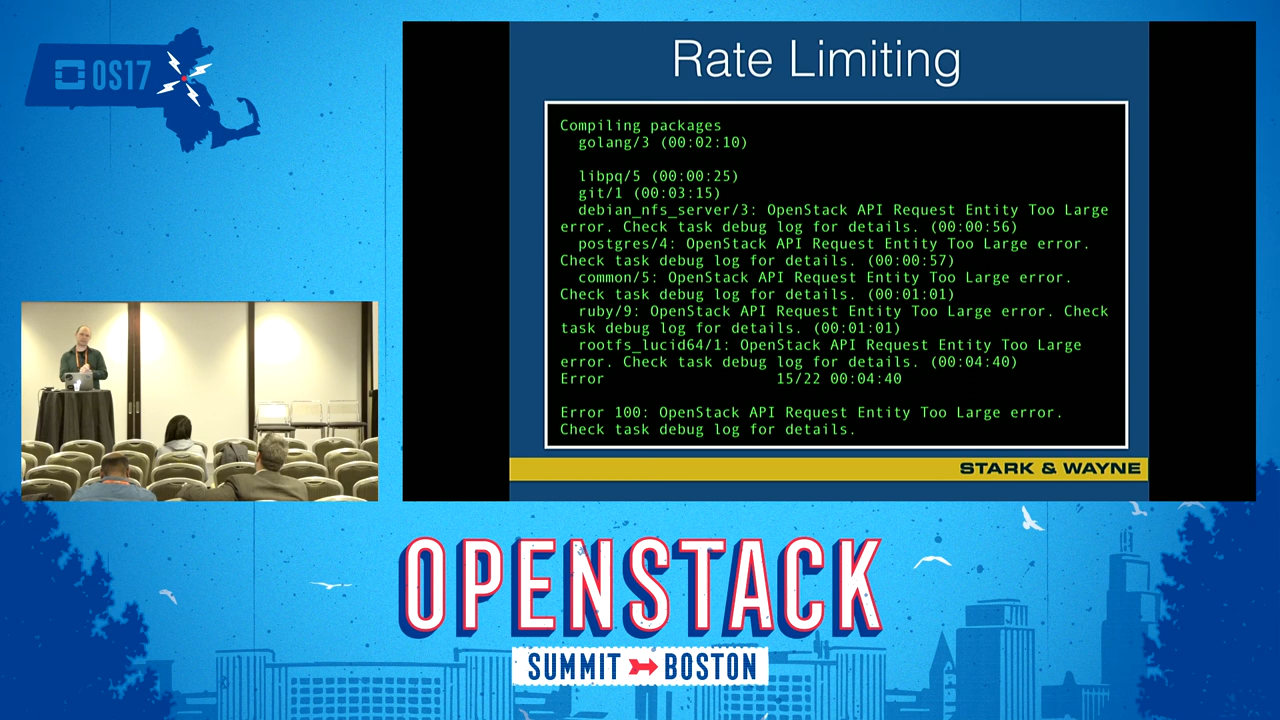 OS17
Rate Limiting
Compiling packages
golang/3 (00:02:10)
libpq/5 (00:00:25)
git/1 (00:03:15)
debian_nfs_server/3: OpenStack API Request Entity Too Large
error. Check task debug log for details. (00:00:56)
postgres/4: OpenStack API Request Entity Too Large error.
Check task debug log for details. (00:00:57)
common/5: OpenStack API Request Entity Too Large error.
Check task debug log for details. (00:01:01)
ruby/9: OpenStack API Request Entity Too Large error. Check
task debug log for details. (00:01:01)
rootfs_lucid64/1: OpenStack API Request Entity Too Large
error. Check task debug log for details. (00:04:40)
Error 15/22 00:04:40
Error 100: OpenStack API Request Entity Too Large error.
Check task debug log for details.
STARK & WAYNE
OPENSTACK
SUMMIT BOSTON